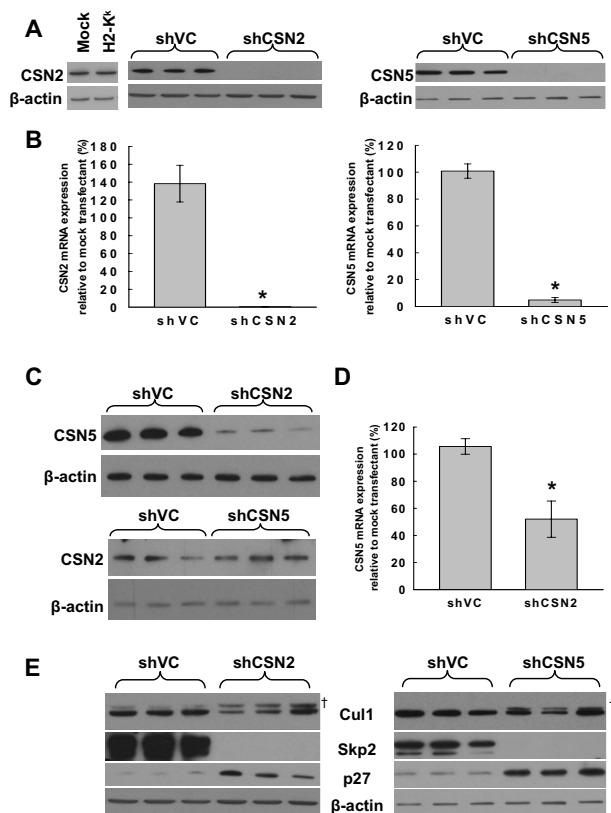 A
Mock
H2-Kᵏ
shVC
shCSN2
CSN2
β-actin
shVC
shCSN5
CSN5
β-actin
B
CSN2 mRNA expression
relative to mock transfectant (%)
180
160
140
120
100
80
60
40
20
0
*
shVC
shCSN2
CSN5 mRNA expression
relative to mock transfectant (%)
120
100
80
60
40
20
0
*
shVC
shCSN5
C
shVC
shCSN2
CSN5
β-actin
shVC
shCSN5
CSN2
β-actin
D
CSN5 mRNA expression
relative to mock transfectant (%)
120
100
80
60
40
20
0
*
shVC
shCSN2
E
shVC
shCSN2
†
shVC
shCSN5
Cul1
Skp2
p27
β-actin